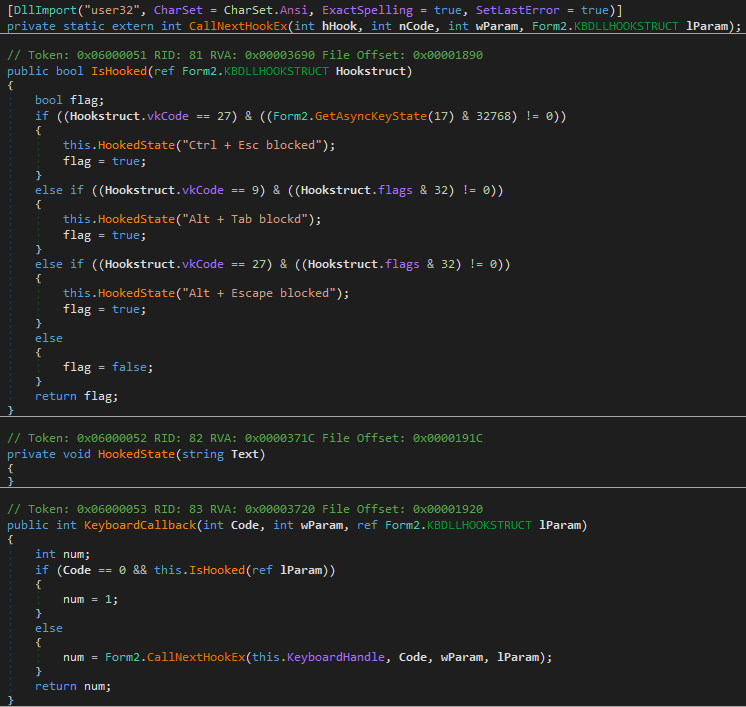 [DllImport("user32", CharSet = CharSet.Ansi, ExactSpelling = true, SetLastError = true)]
private static extern int CallNextHookEx(int hHook, int nCode, int wParam, Form2.KBDLLHOOKSTRUCT lParam);
// Token: 0x06000051 RID: 81 RVA: 0x00003690 File Offset: 0x00001890
public bool IsHooked(ref Form2.KBDLLHOOKSTRUCT Hookstruct)
{
bool flag;
if ((Hookstruct.vkCode == 27) & ((Form2.GetAsyncKeyState(17) & 32768) != 0))
{
this.HookedState("Ctrl + Esc blocked");
flag = true;
}
else if ((Hookstruct.vkCode == 9) & ((Hookstruct.flags & 32) != 0))
{
this.HookedState("Alt + Tab blockd");
flag = true;
}
else if ((Hookstruct.vkCode == 27) & ((Hookstruct.flags & 32) != 0))
{
this.HookedState("Alt + Escape blocked");
flag = true;
}
else
{
flag = false;
}
return flag;
}
// Token: 0x06000052 RID: 82 RVA: 0x0000371C File Offset: 0x0000191C
private void HookedState(string Text)
{
}
// Token: 0x06000053 RID: 83 RVA: 0x00003720 File Offset: 0x00001920
public int KeyboardCallback(int Code, int wParam, ref Form2.KBDLLHOOKSTRUCT lParam)
{
int num;
if (Code == 0 && this.IsHooked(ref lParam))
{
num = 1;
}
else
{
num = Form2.CallNextHookEx(this.KeyboardHandle, Code, wParam, lParam);
}
return num;
}